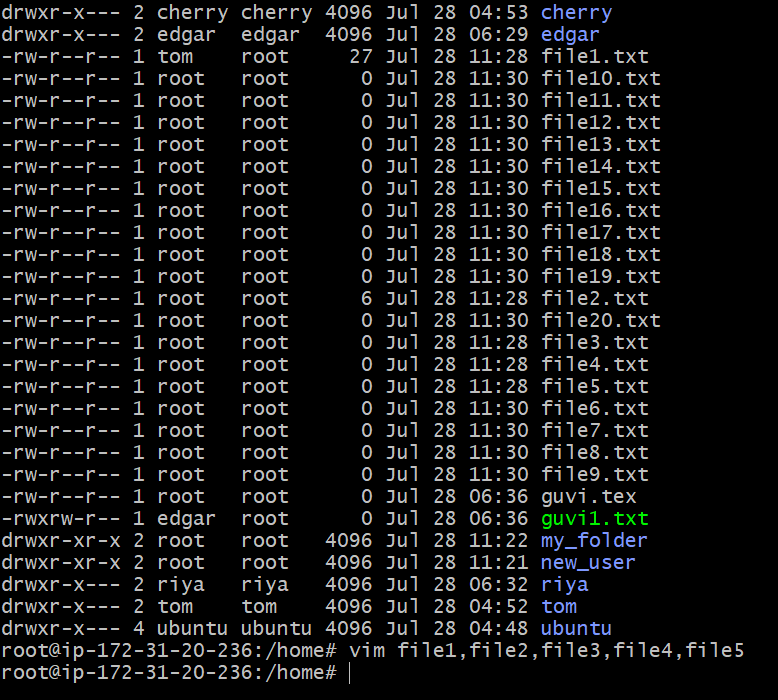 drwxr-x--- 2 cherry cherry 4096 Jul 28 04:53 cherry
drwxr-x--- 2 edgar  edgar  4096 Jul 28 06:29 edgar
-rw-r--r-- 1 tom    root     27 Jul 28 11:28 file1.txt
-rw-r--r-- 1 root   root      0 Jul 28 11:30 file10.txt
-rw-r--r-- 1 root   root      0 Jul 28 11:30 file11.txt
-rw-r--r-- 1 root   root      0 Jul 28 11:30 file12.txt
-rw-r--r-- 1 root   root      0 Jul 28 11:30 file13.txt
-rw-r--r-- 1 root   root      0 Jul 28 11:30 file14.txt
-rw-r--r-- 1 root   root      0 Jul 28 11:30 file15.txt
-rw-r--r-- 1 root   root      0 Jul 28 11:30 file16.txt
-rw-r--r-- 1 root   root      0 Jul 28 11:30 file17.txt
-rw-r--r-- 1 root   root      0 Jul 28 11:30 file18.txt
-rw-r--r-- 1 root   root      0 Jul 28 11:30 file19.txt
-rw-r--r-- 1 root   root      6 Jul 28 11:28 file2.txt
-rw-r--r-- 1 root   root      0 Jul 28 11:30 file20.txt
-rw-r--r-- 1 root   root      0 Jul 28 11:28 file3.txt
-rw-r--r-- 1 root   root      0 Jul 28 11:28 file4.txt
-rw-r--r-- 1 root   root      0 Jul 28 11:28 file5.txt
-rw-r--r-- 1 root   root      0 Jul 28 11:30 file6.txt
-rw-r--r-- 1 root   root      0 Jul 28 11:30 file7.txt
-rw-r--r-- 1 root   root      0 Jul 28 11:30 file8.txt
-rw-r--r-- 1 root   root      0 Jul 28 11:30 file9.txt
-rw-r--r-- 1 root   root      0 Jul 28 06:36 guvi.tex
-rwxrw-r-- 1 edgar  root      0 Jul 28 06:36 guvi1.txt
drwxr-xr-x 2 root   root   4096 Jul 28 11:22 my_folder
drwxr-xr-x 2 root   root   4096 Jul 28 11:21 new_user
drwxr-x--- 2 riya   riya   4096 Jul 28 06:32 riya
drwxr-x--- 2 tom    tom    4096 Jul 28 04:52 tom
drwxr-x--- 4 ubuntu ubuntu 4096 Jul 28 04:48 ubuntu
root@ip-172-31-20-236:/home# vim file1,file2,file3,file4,file5
root@ip-172-31-20-236:/home#